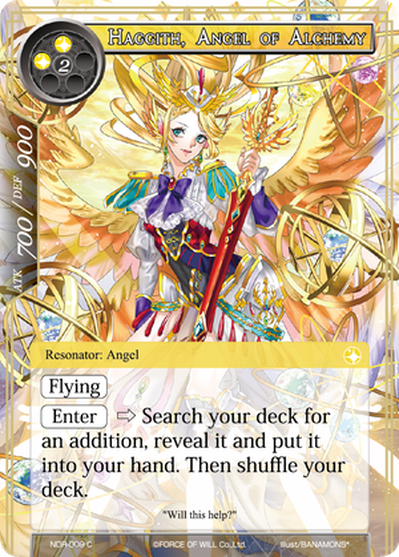 Haggith, Angel of Alchemy
2
ATK 700 / DEF 900
Resonator: Angel
Flying
Enter ⇨ Search your deck for
an addition, reveal it and put it
into your hand. Then shuffle your
deck.
"Will this help?"
NDR-009 C ©FORCE OF WILL Co.,Ltd. Illust/BANAMONS*